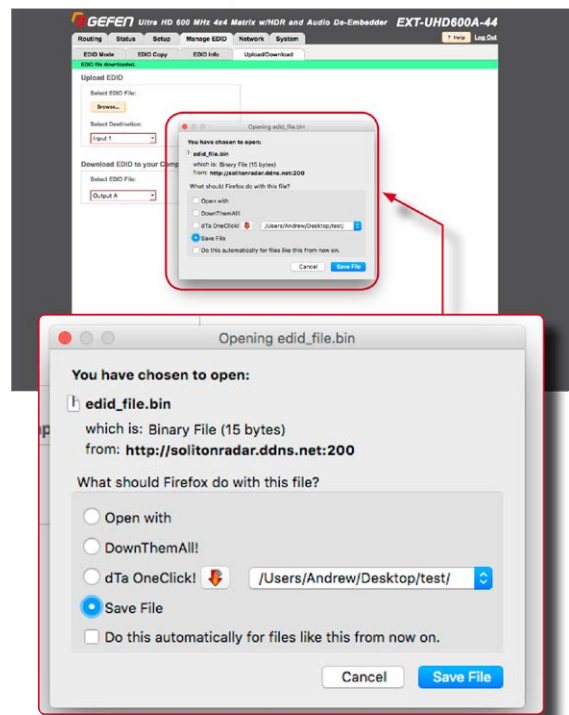 GEFEN Ultra HD 600 MHz 4x4 Matrix w/HDR and Audio De-Embedder EXT-UHD600A-44
Routing Status Setup Manage EDID Network System ? Help Log Out
EDID Mode EDID Copy EDID Info Upload/Download
EDID file downloaded.
Upload EDID
Select EDID File:
Browse...
Select Destination:
Input 1
Download EDID to your Comp
Select EDID File:
Output A
Opening edid_file.bin
You have chosen to open:
edid_file.bin
which is: Binary File (15 bytes)
from: http://solitonradar.ddns.net:200
What should Firefox do with this file?
Open with
DownThemAll!
dTa OneClick! /Users/Andrew/Desktop/test/
Save File
Do this automatically for files like this from now on.
Cancel Save File
Opening edid_file.bin
You have chosen to open:
edid_file.bin
which is: Binary File (15 bytes)
from: http://solitonradar.ddns.net:200
What should Firefox do with this file?
Open with
DownThemAll!
dTa OneClick! /Users/Andrew/Desktop/test/
Save File
Do this automatically for files like this from now on.
Cancel Save File